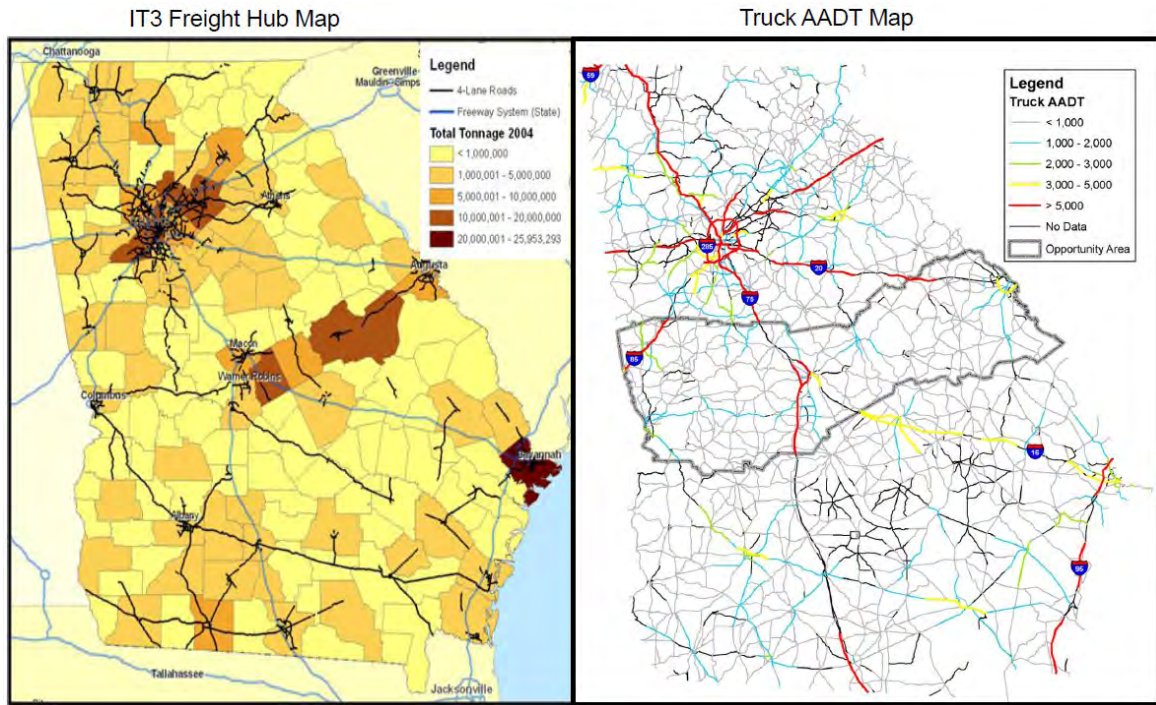 IT3 Freight Hub Map
Truck AADT Map
Chattanooga
Greenville
Legend
4-Lane Roads
Freeway System (State)
Total Tonnage 2004
< 1,000,000
1,000,001 - 5,000,000
5,000,001 - 10,000,000
10,000,001 - 20,000,000
20,000,001 - 25,953,293
Athens
Augusta
Macon
Warner Robins
Columbus
Savannah
Albany
Tallahassee
Jacksonville
Legend
Truck AADT
< 1,000
1,000 - 2,000
2,000 - 3,000
3,000 - 5,000
> 5,000
No Data
Opportunity Area
59
285
20
75
85
16
95